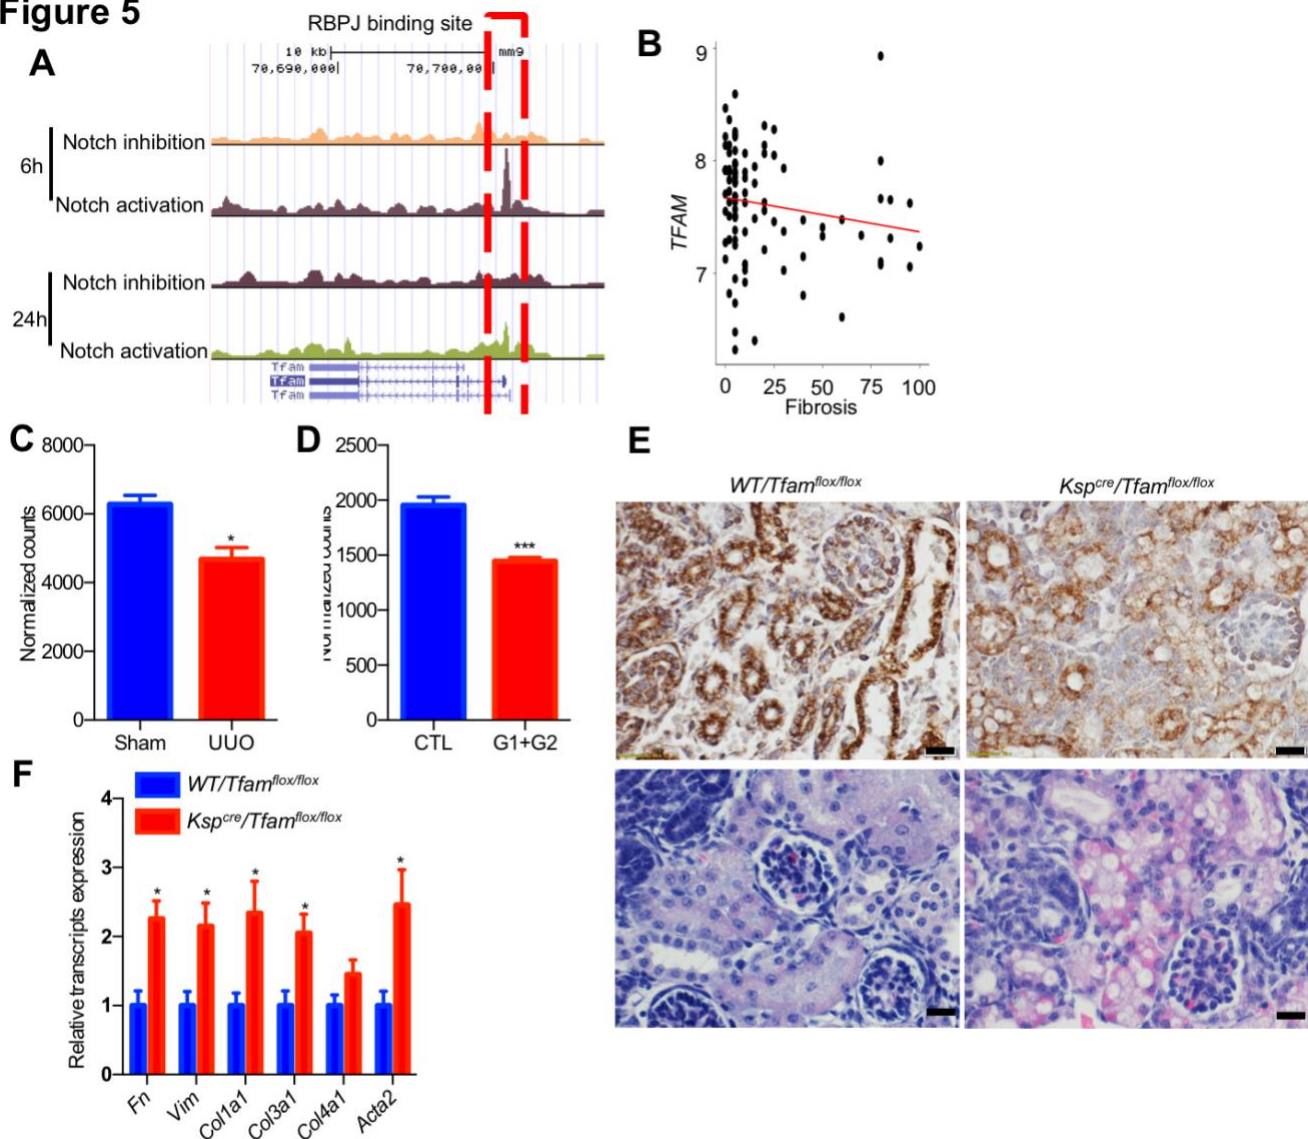 Figure 5
A
RBPJ binding site
10 kb
mm9
70,690,000
70,700,00
6h
Notch inhibition
Notch activation
24h
Notch inhibition
Notch activation
Tfam
Tfam
Tfam
B
9
8
7
TFAM
0
25
50
75
100
Fibrosis
C
8000
6000
4000
2000
0
Normalized counts
*
Sham
UUO
D
2500
2000
1500
1000
500
0
Normalized counts
***
CTL
G1+G2
E
WT/Tfamflox/flox
Kspcre/Tfamflox/flox
F
WT/Tfamflox/flox
Kspcre/Tfamflox/flox
4
3
2
1
0
Relative transcripts expression
*
*
*
*
*
Fn
Vim
Col1a1
Col3a1
Col4a1
Acta2